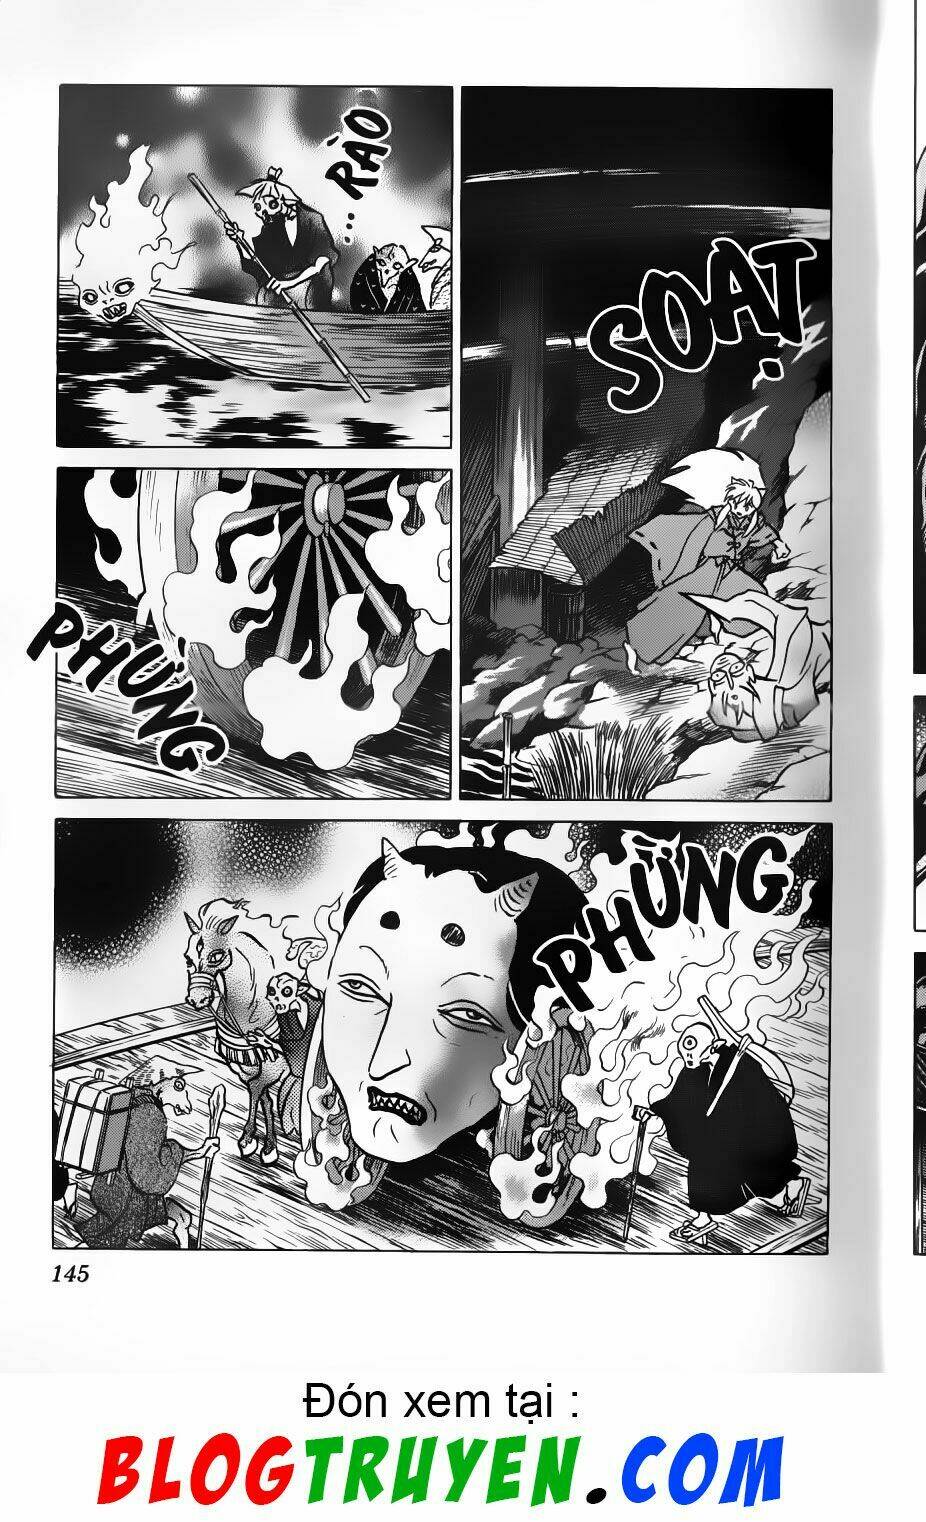 SOẠT
... RÀO
PHỪNG
PHỪNG
145
Đón xem tại :
BLOGTRUYEN.COM